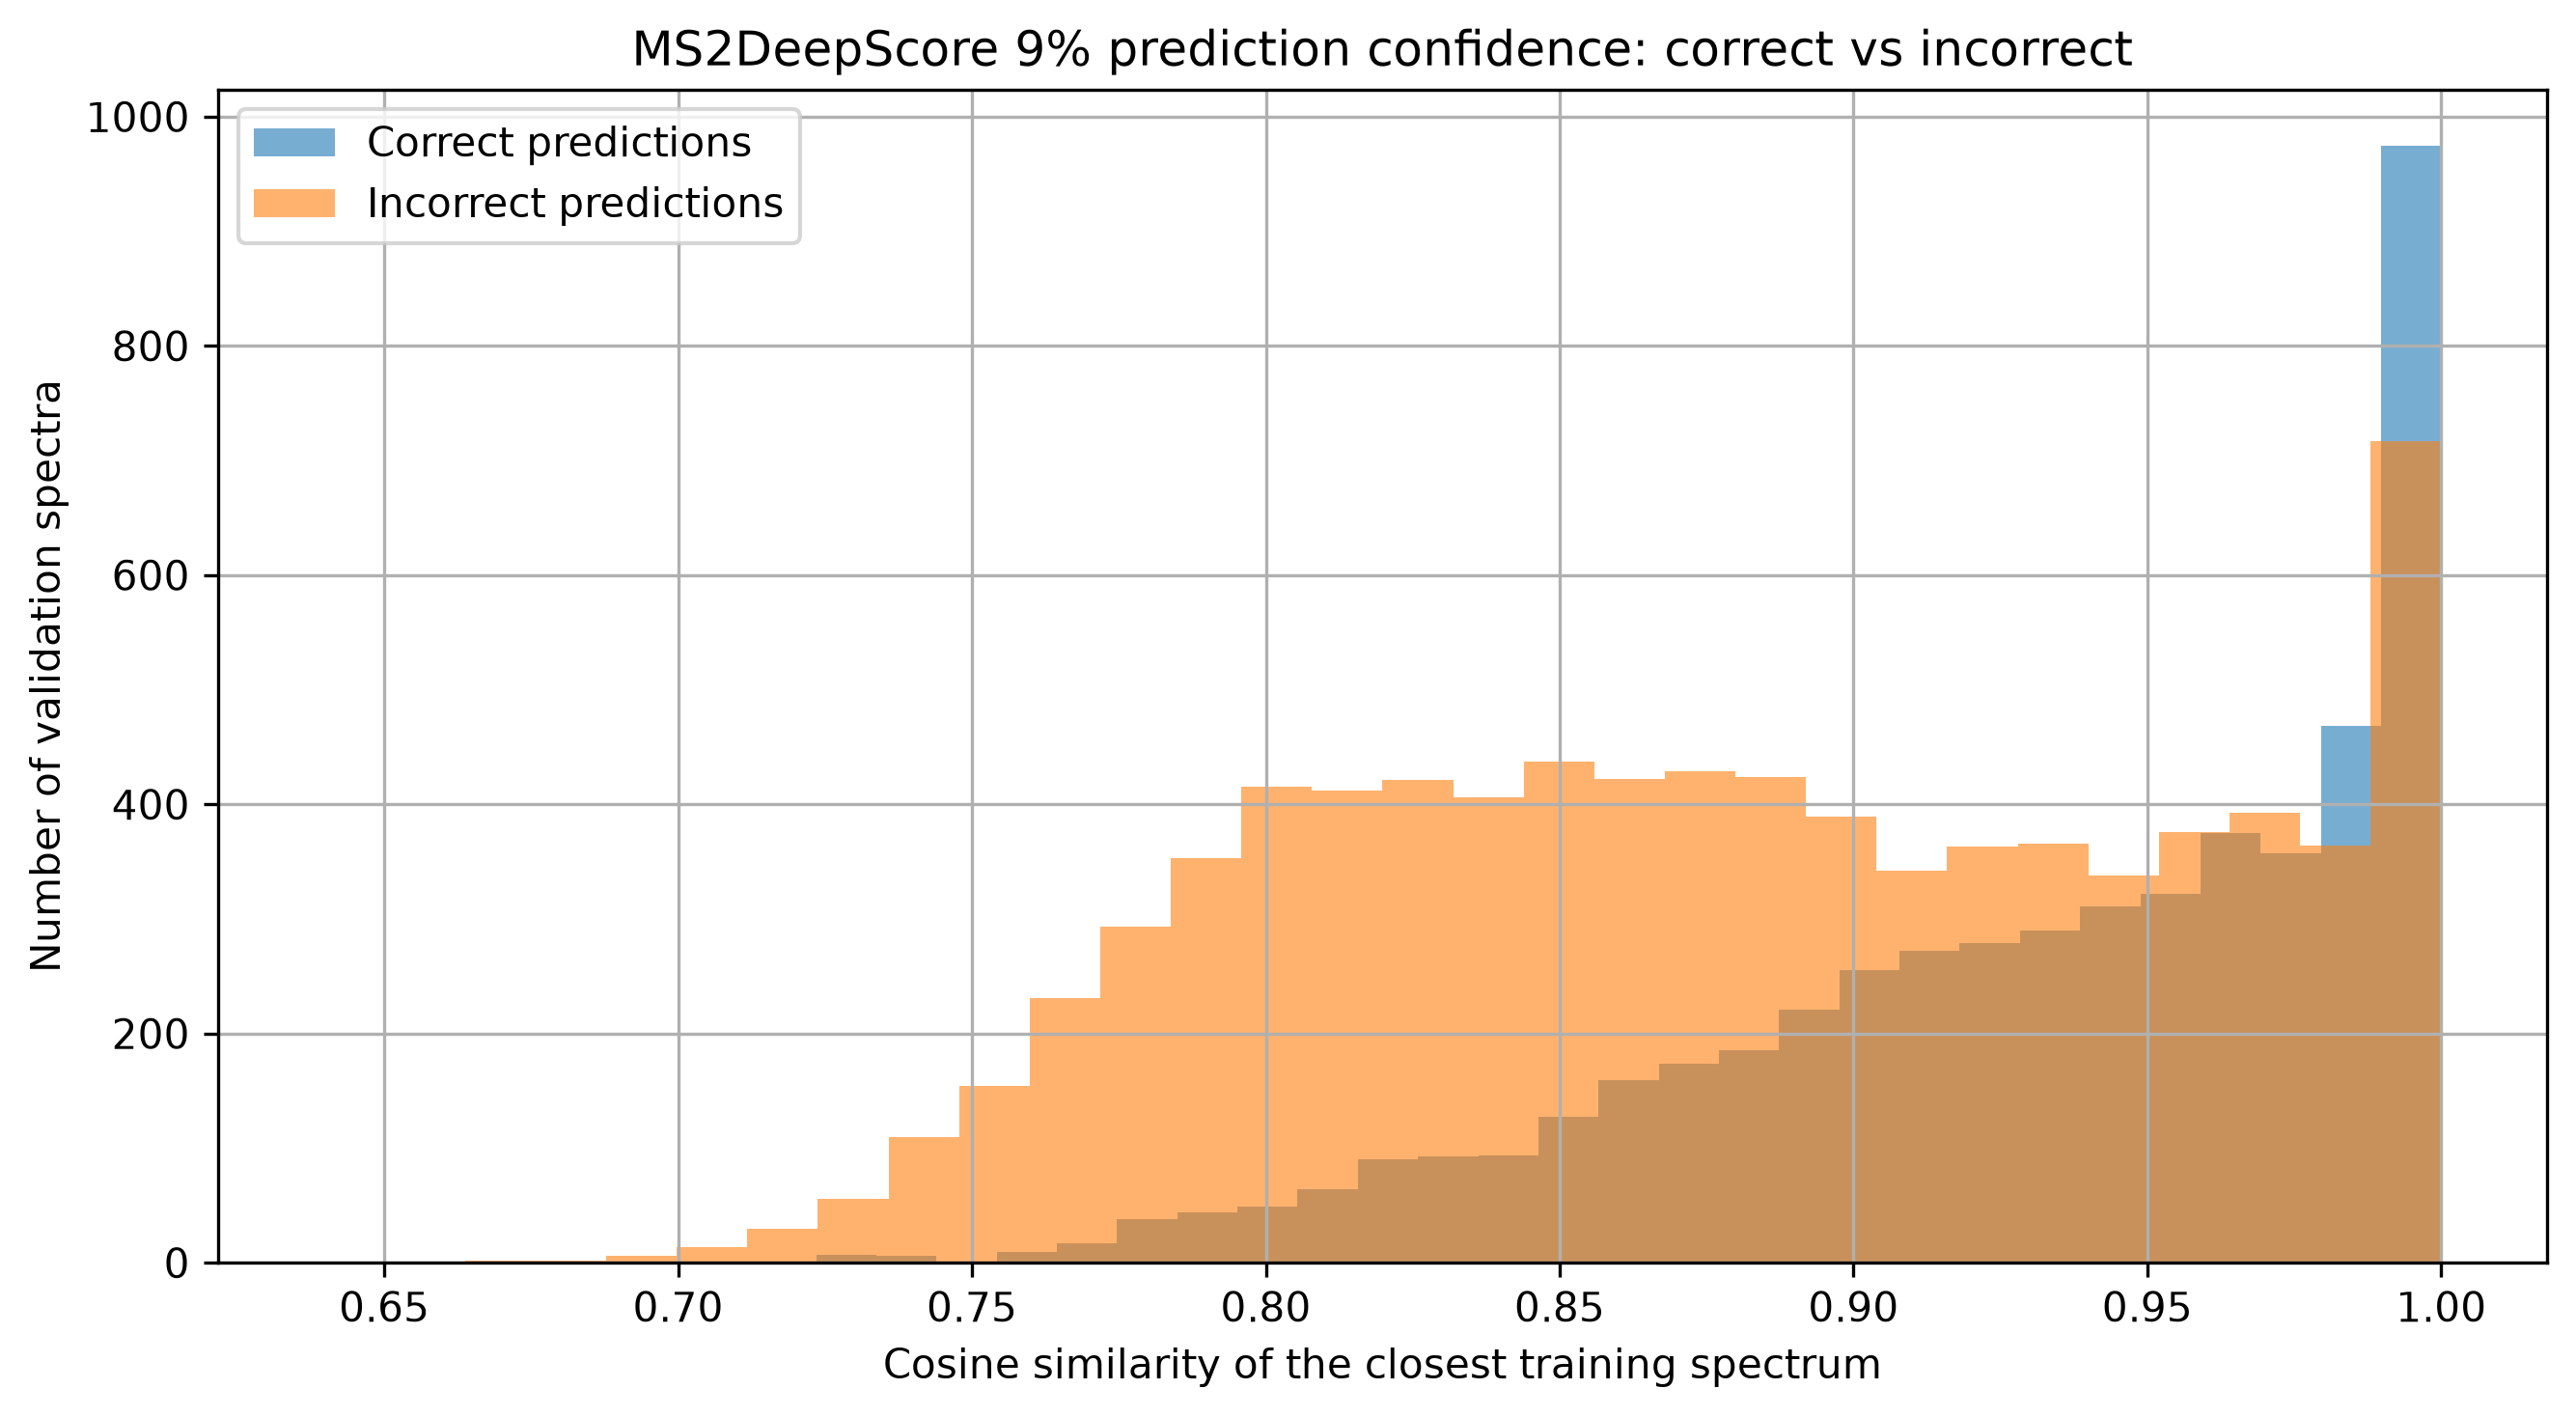 MS2DeepScore 9% prediction confidence: correct vs incorrect
Correct predictions
Incorrect predictions
Number of validation spectra
1000
800
600
400
200
0
0.65 0.70 0.75 0.80 0.85 0.90 0.95 1.00
Cosine similarity of the closest training spectrum